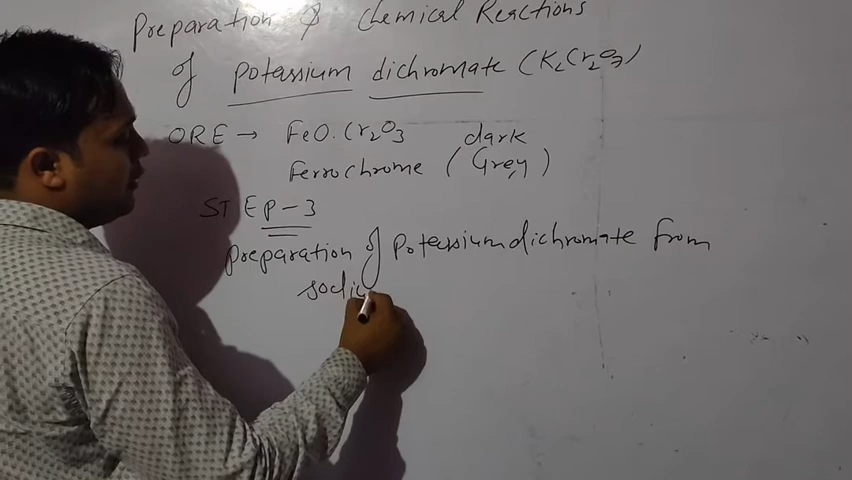 Preparation & Chemical Reactions
of potassium dichromate (K2Cr2O3)
ORE → FeO.Cr2O3 dark
Ferrochrome (Grey)
STEP-3
preparation of potassium dichromate from
sodiu